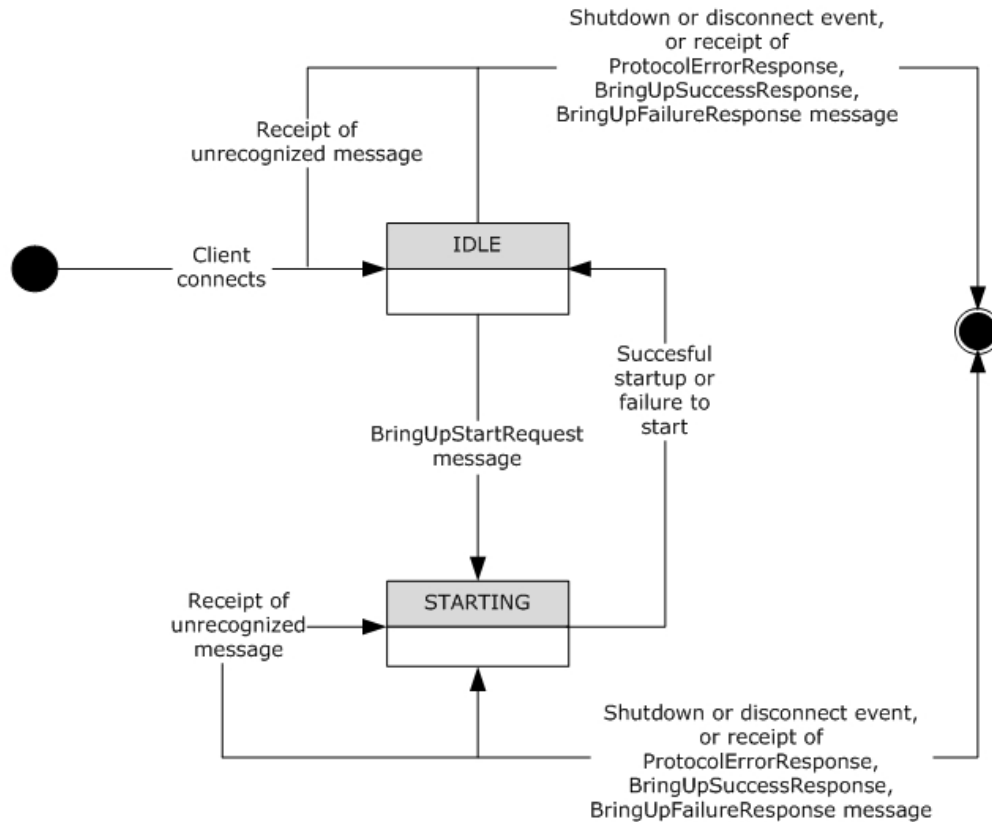 Shutdown or disconnect event,
or receipt of
ProtocolErrorResponse,
BringUpSuccessResponse,
BringUpFailureResponse message
Receipt of
unrecognized message
Client
connects
IDLE
Succesful
startup or
failure to
start
BringUpStartRequest
message
STARTING
Receipt of
unrecognized
message
Shutdown or disconnect event,
or receipt of
ProtocolErrorResponse,
BringUpSuccessResponse,
BringUpFailureResponse message